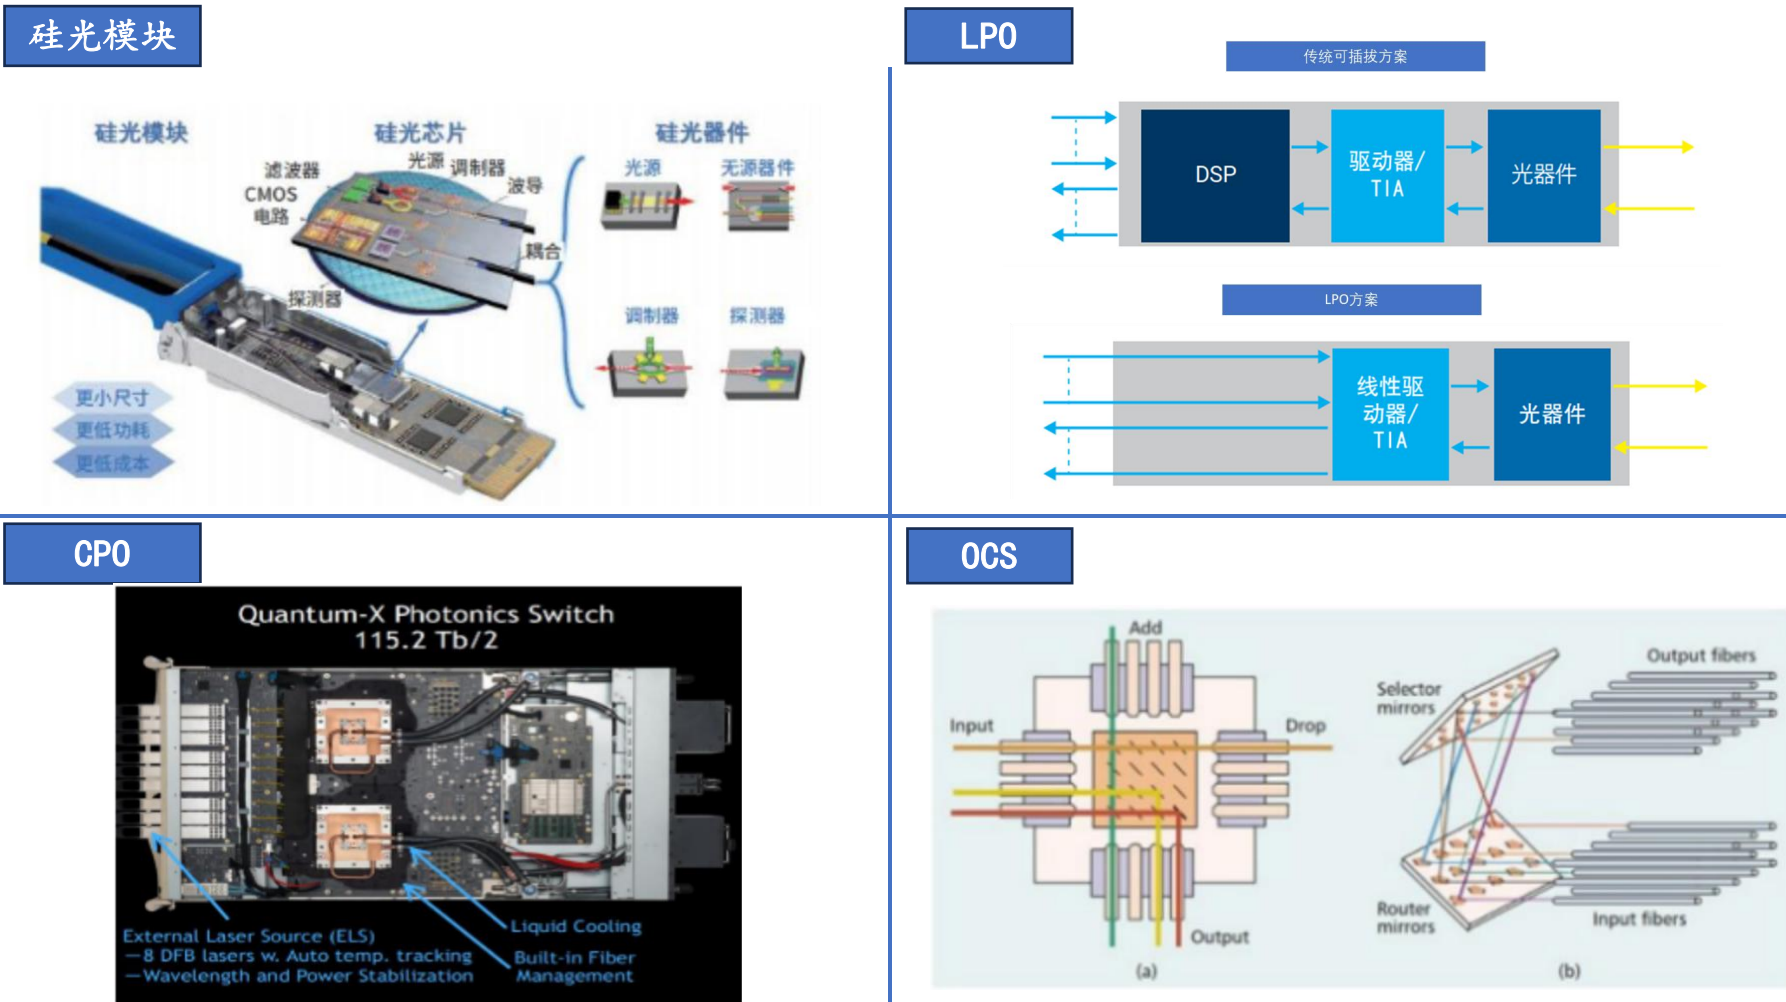 硅光模块
硅光模块
硅光芯片
硅光器件
滤波器
光源
调制器
CMOS
电路
波导
耦合
探测器
光源
无源器件
调制器
探测器
更小尺寸
更低功耗
更低成本
LPO
传统可插拔方案
DSP
驱动器/
TIA
光器件
LPO方案
线性驱
动器/
TIA
光器件
CPO
Quantum-X Photonics Switch
115.2 Tb/2
External Laser Source (ELS)
—8 DFB lasers w. Auto temp. tracking
—Wavelength and Power Stabilization
Liquid Cooling
Built-in Fiber
Management
OCS
Add
Input
Drop
Output
(a)
Output fibers
Selector
mirrors
Router
mirrors
Input fibers
(b)